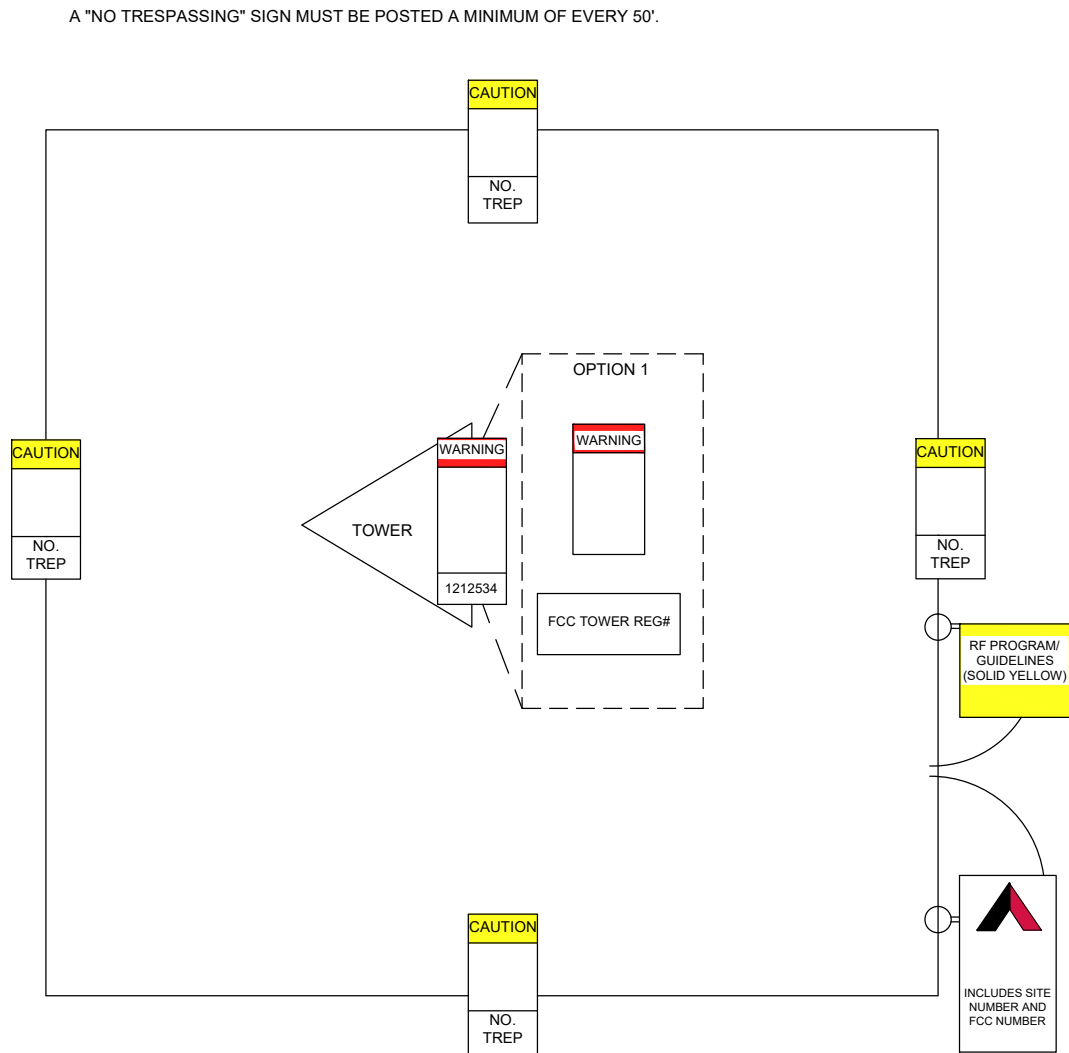 A "NO TRESPASSING" SIGN MUST BE POSTED A MINIMUM OF EVERY 50'.
CAUTION
NO.
TREP
OPTION 1
CAUTION
NO.
TREP
WARNING
WARNING
CAUTION
NO.
TREP
TOWER
1212534
FCC TOWER REG#
RF PROGRAM/
GUIDELINES
(SOLID YELLOW)
CAUTION
NO.
TREP
INCLUDES SITE
NUMBER AND
FCC NUMBER